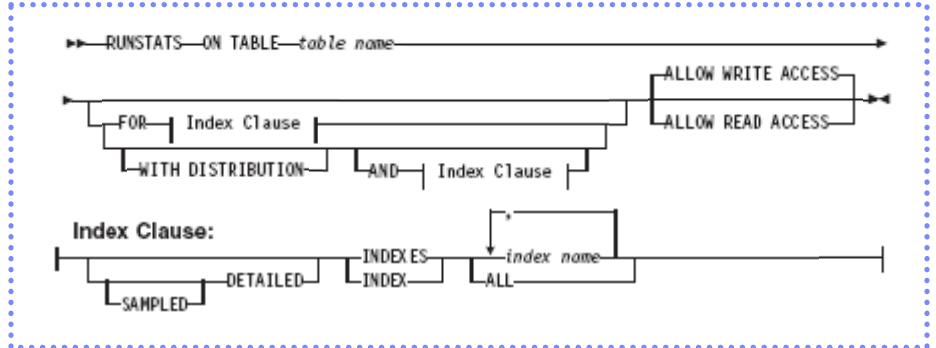 RUNSTATS ON TABLE table name
ALLOW WRITE ACCESS
FOR Index Clause
ALLOW READ ACCESS
WITH DISTRIBUTION AND Index Clause
Index Clause:
,
INDEXES index name
DETAILED INDEX ALL
SAMPLED